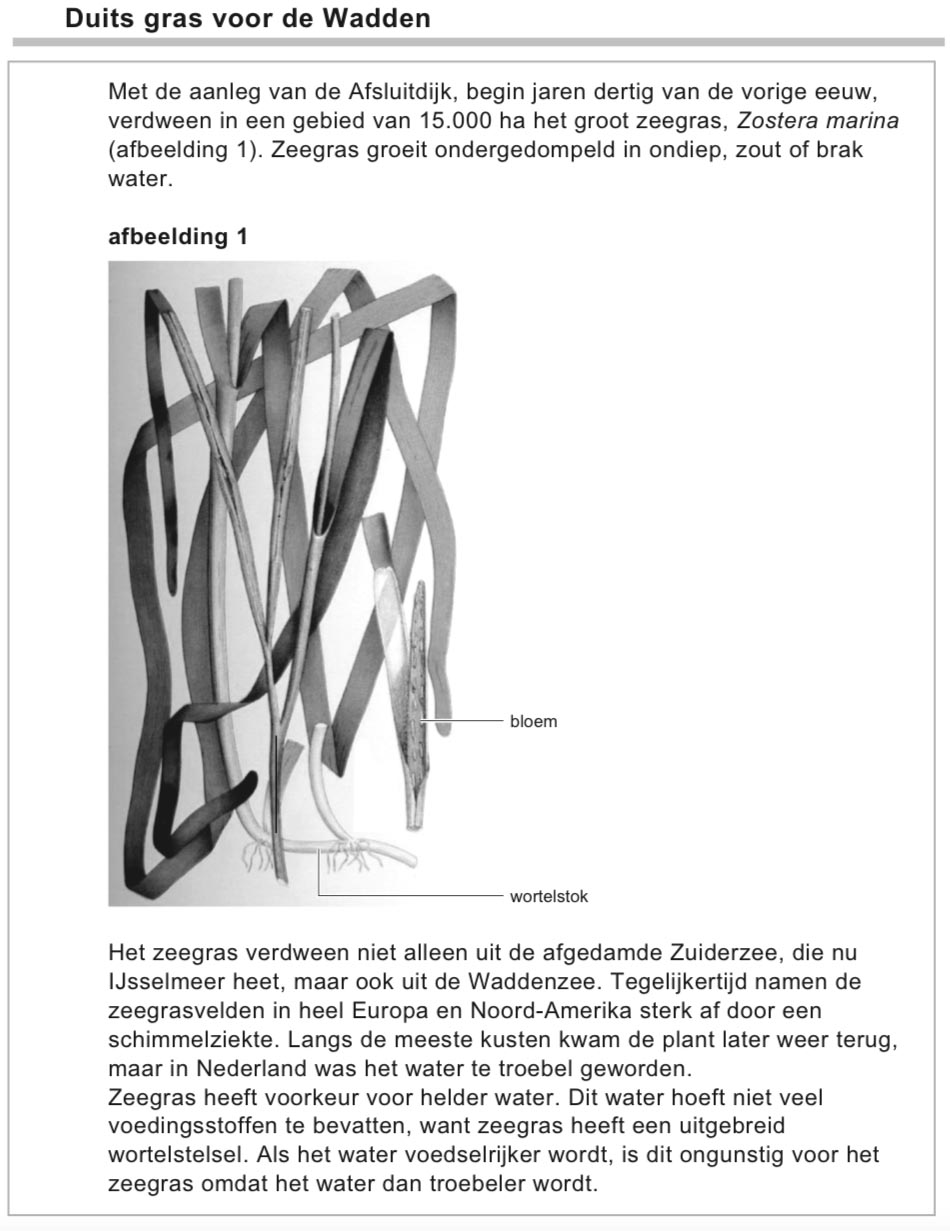 Duits gras voor de Wadden
Met de aanleg van de Afsluitdijk, begin jaren dertig van de vorige eeuw,
verdween in een gebied van 15.000 ha het groot zeegras, Zostera marina
(afbeelding 1). Zeegras groeit ondergedompeld in ondiep, zout of brak
water.
afbeelding 1
bloem
wortelstok
Het zeegras verdween niet alleen uit de afgedamde Zuiderzee, die nu
IJsselmeer heet, maar ook uit de Waddenzee. Tegelijkertijd namen de
zeegrasvelden in heel Europa en Noord-Amerika sterk af door een
schimmelziekte. Langs de meeste kusten kwam de plant later weer terug,
maar in Nederland was het water te troebel geworden.
Zeegras heeft voorkeur voor helder water. Dit water hoeft niet veel
voedingsstoffen te bevatten, want zeegras heeft een uitgebreid
wortelstelsel. Als het water voedselrijker wordt, is dit ongunstig voor het
zeegras omdat het water dan troebeler wordt.